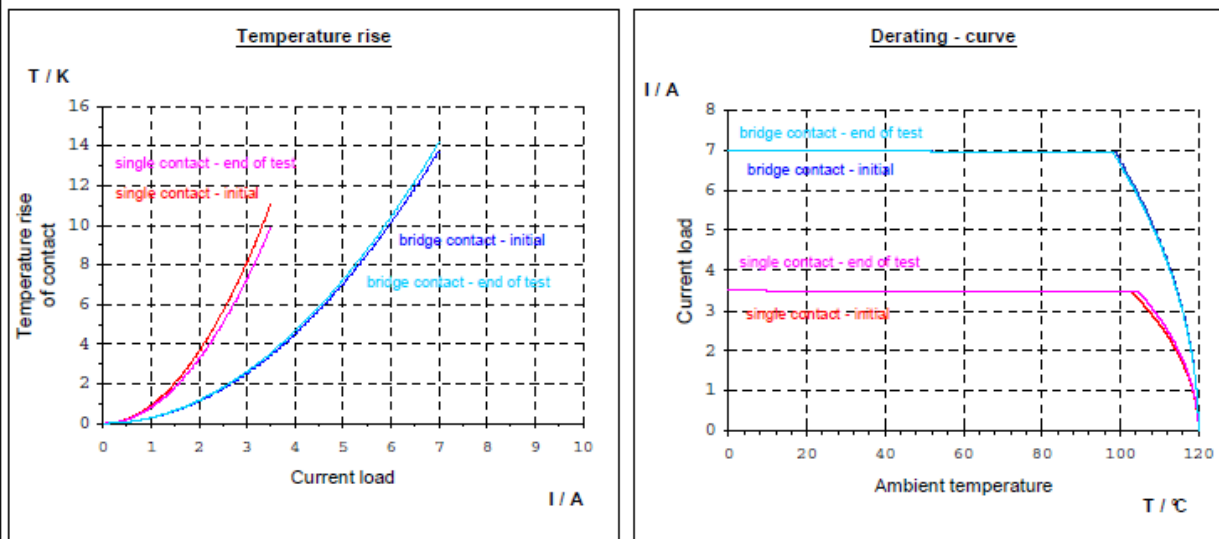 Temperature rise
T / K
16
14
12
10
8
6
4
2
0
Temperature rise
of contact
single contact - end of test
single contact - initial
bridge contact - initial
bridge contact - end of test
0 1 2 3 4 5 6 7 8 9 10
Current load
I / A
Derating - curve
I / A
8
7
6
5
4
3
2
1
0
Current load
bridge contact - end of test
bridge contact - initial
single contact - end of test
single contact - initial
0 20 40 60 80 100 120
Ambient temperature
T / °C